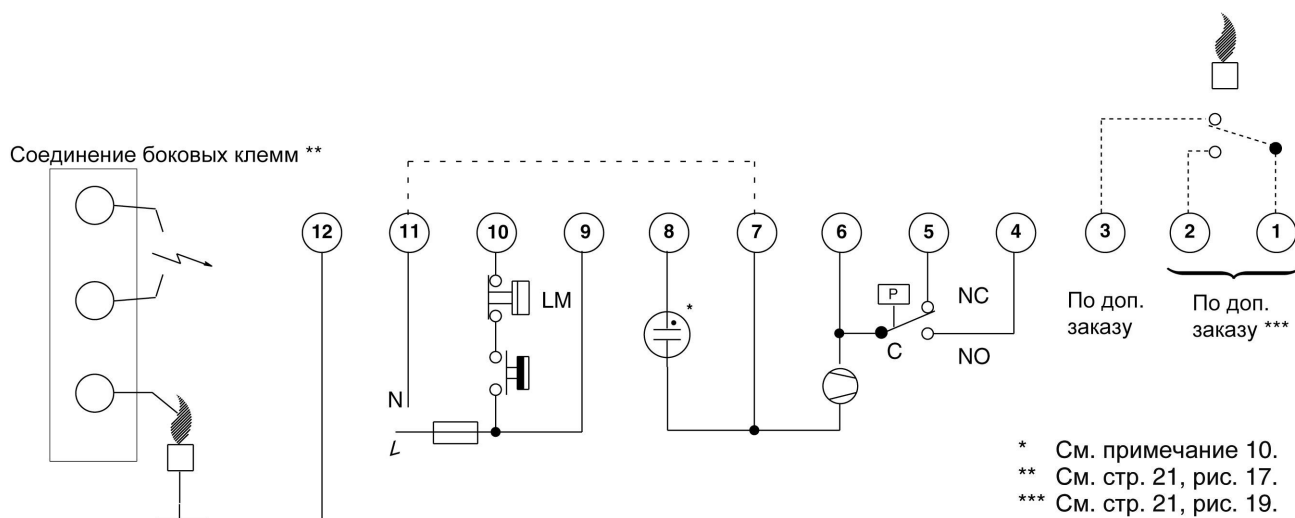 Соединение боковых клемм **
12 11 10 9 8 7 6 5 4 3 2 1
LM
*
P
NC
C
NO
По доп.
заказу
По доп.
заказу ***
N
L
* См. примечание 10.
** См. стр. 21, рис. 17.
*** См. стр. 21, рис. 19.